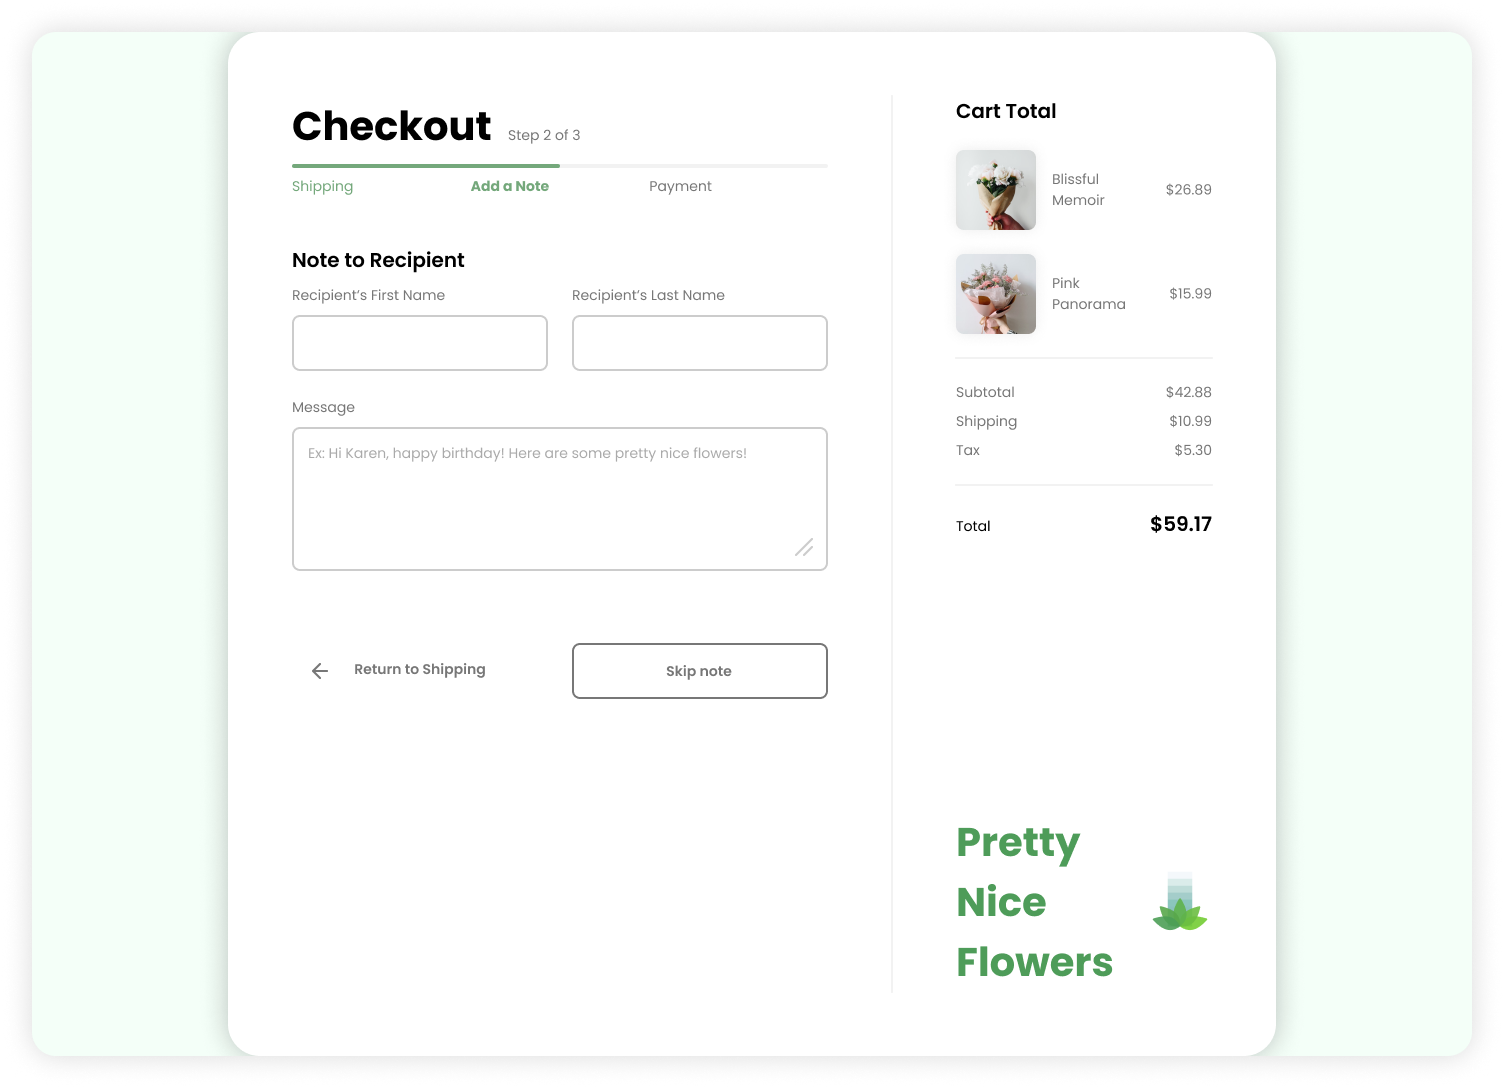 Checkout
Step 2 of 3
Shipping
Add a Note
Payment
Note to Recipient
Recipient’s First Name
Recipient’s Last Name
Message
Ex: Hi Karen, happy birthday! Here are some pretty nice flowers!
Return to Shipping
Skip note
Cart Total
Blissful
Memoir
$26.89
Pink
Panorama
$15.99
Subtotal
$42.88
Shipping
$10.99
Tax
$5.30
Total
$59.17
Pretty
Nice
Flowers